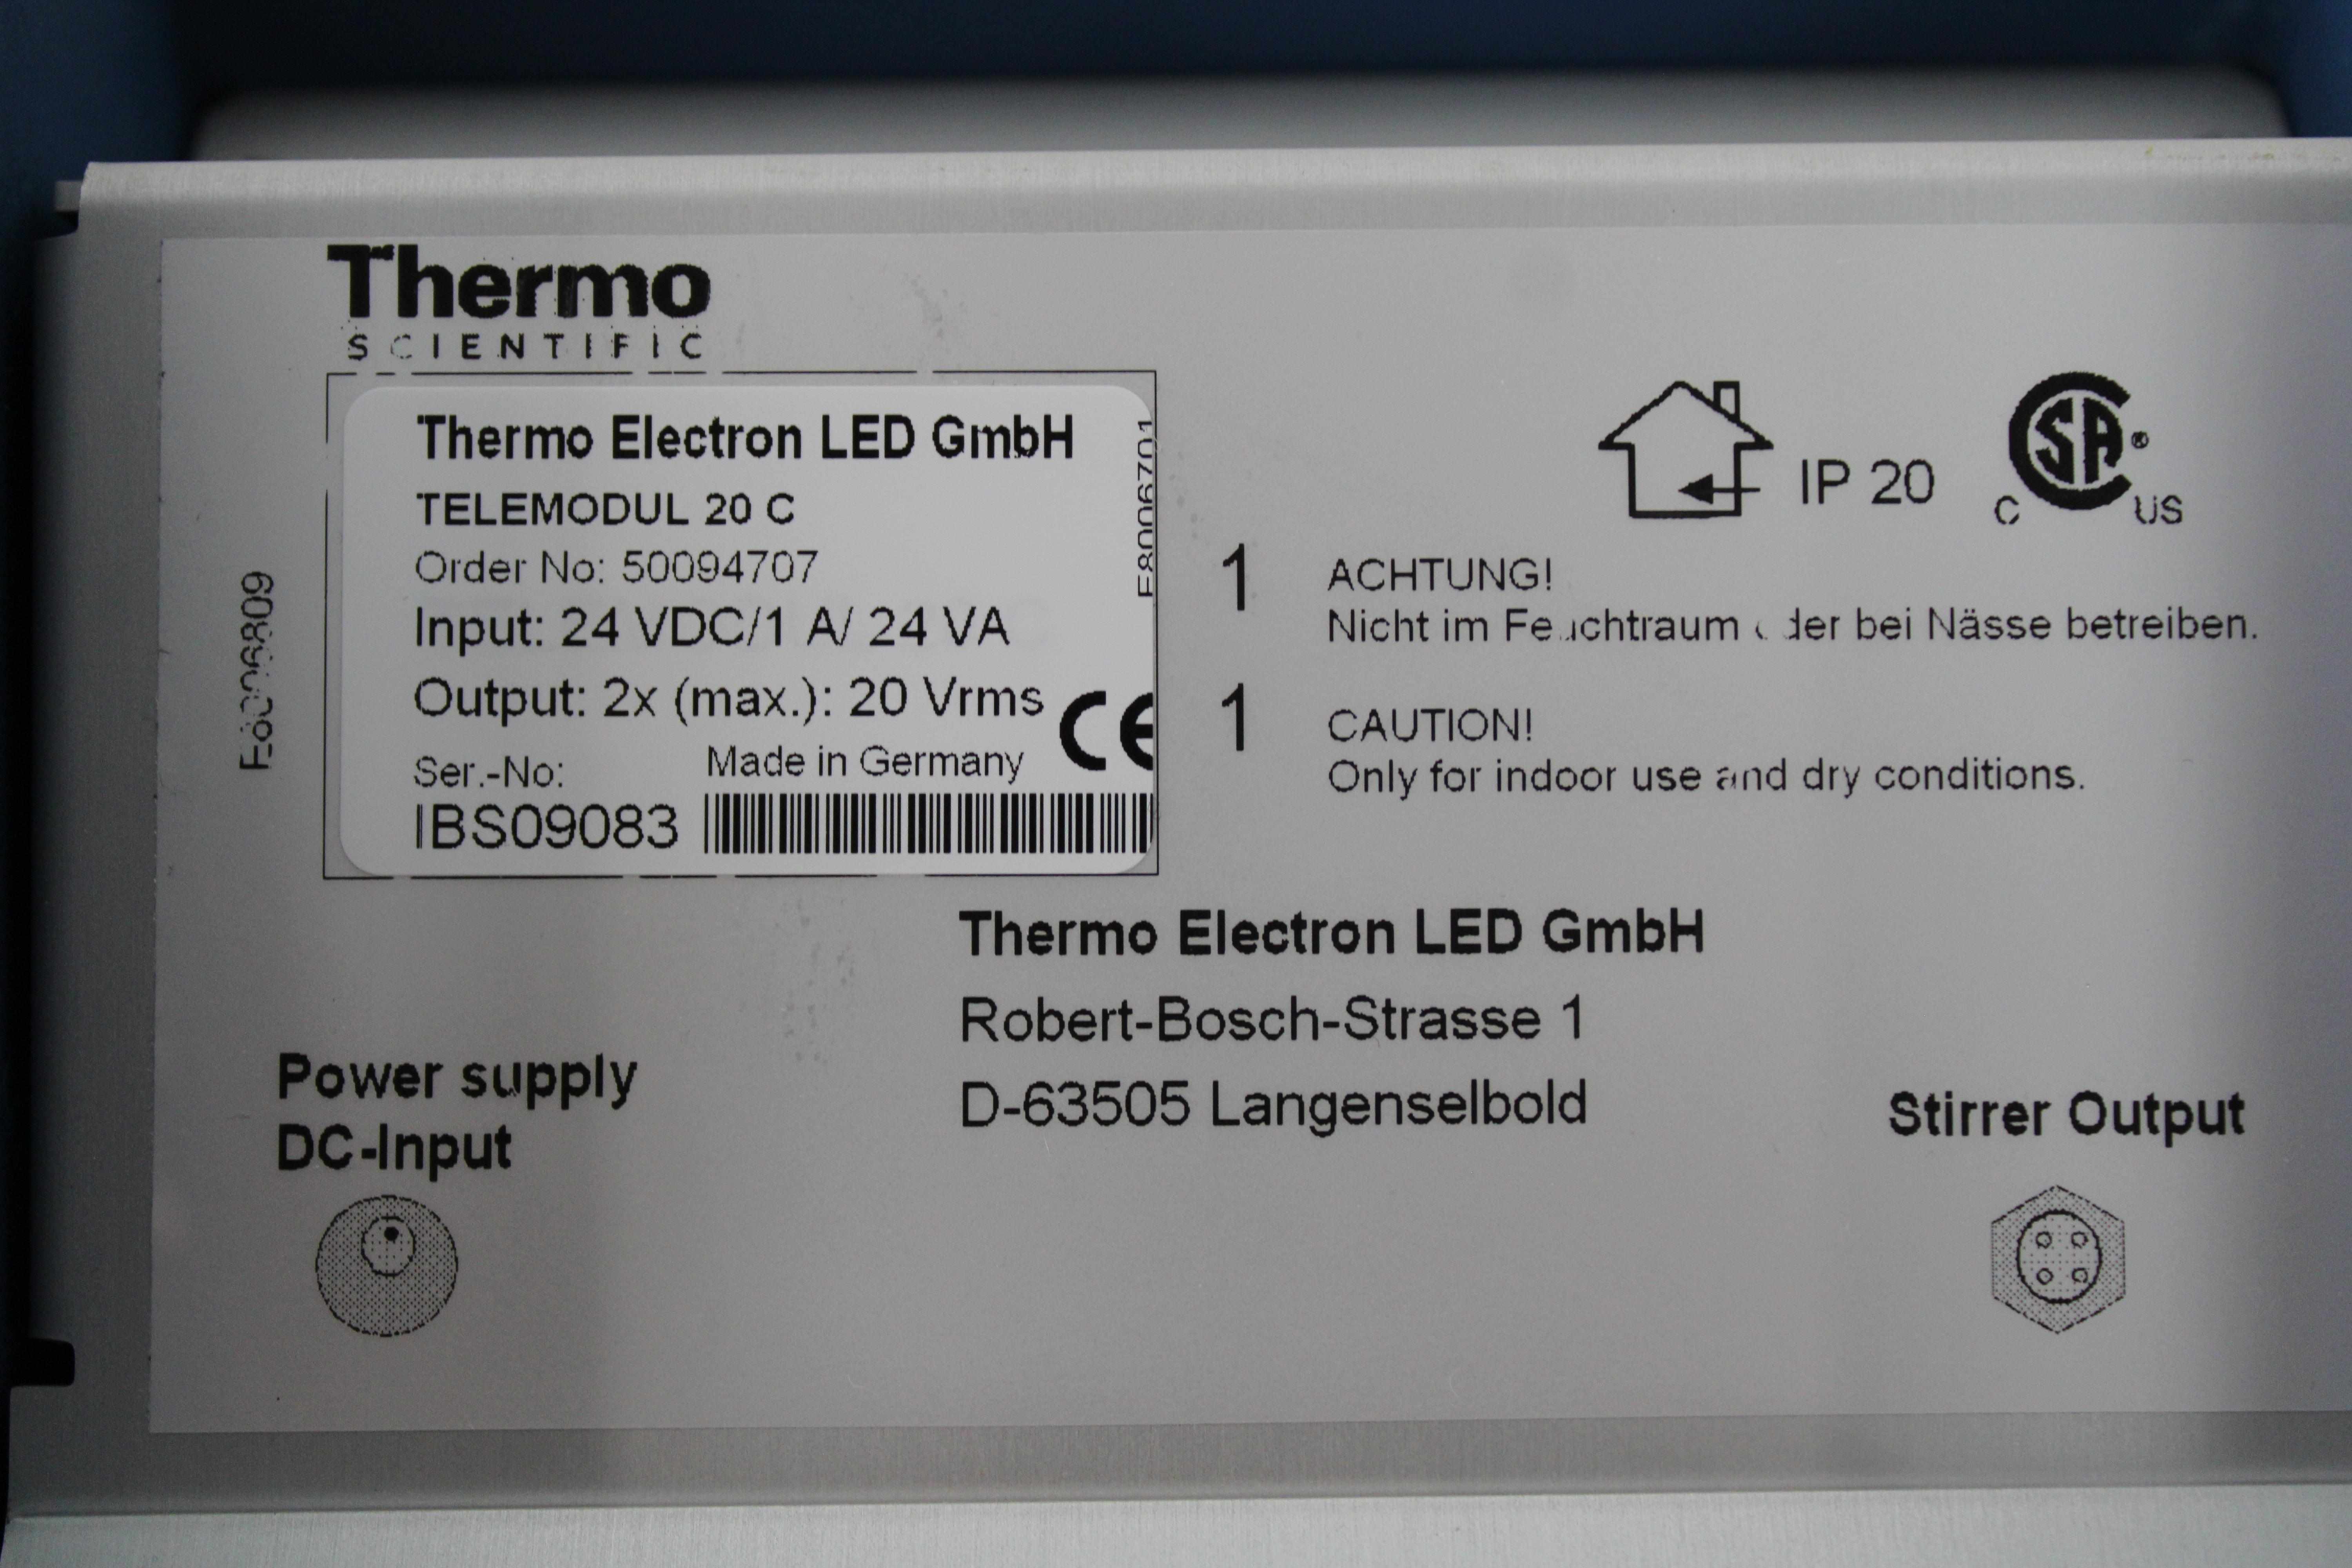 Thermo
SCIENTIFIC
Thermo Electron LED GmbH
TELEMODUL 20 C
Order No: 50094707
Input: 24 VDC/1 A/ 24 VA
Output: 2x (max.): 20 Vrms
CE
Made in Germany
Ser.-No:
IBS09083
IP 20
CSA®
C US
1 ACHTUNG!
Nicht im Feuchtraum oder bei Nässe betreiben.
1 CAUTION!
Only for indoor use and dry conditions.
Thermo Electron LED GmbH
Robert-Bosch-Strasse 1
D-63505 Langenselbold
Power supply
DC-Input
Stirrer Output